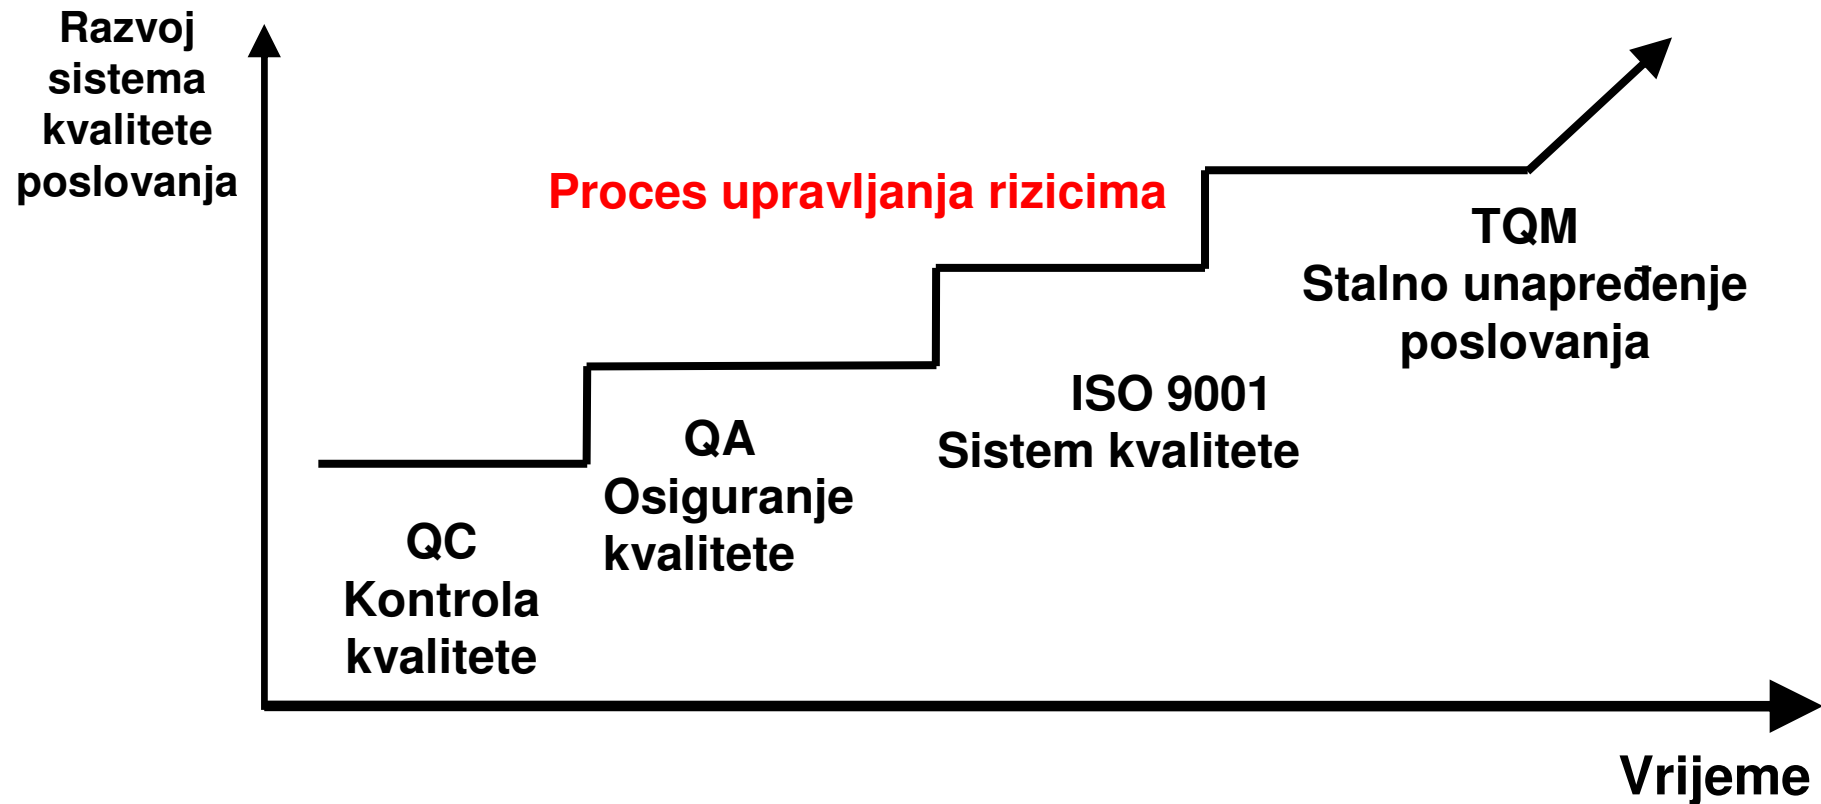 Razvoj
sistema
kvalitete
poslovanja
Proces upravljanja rizicima
TQM
Stalno unapređenje
poslovanja
ISO 9001
Sistem kvalitete
QA
Osiguranje
kvalitete
QC
Kontrola
kvalitete
Vrijeme